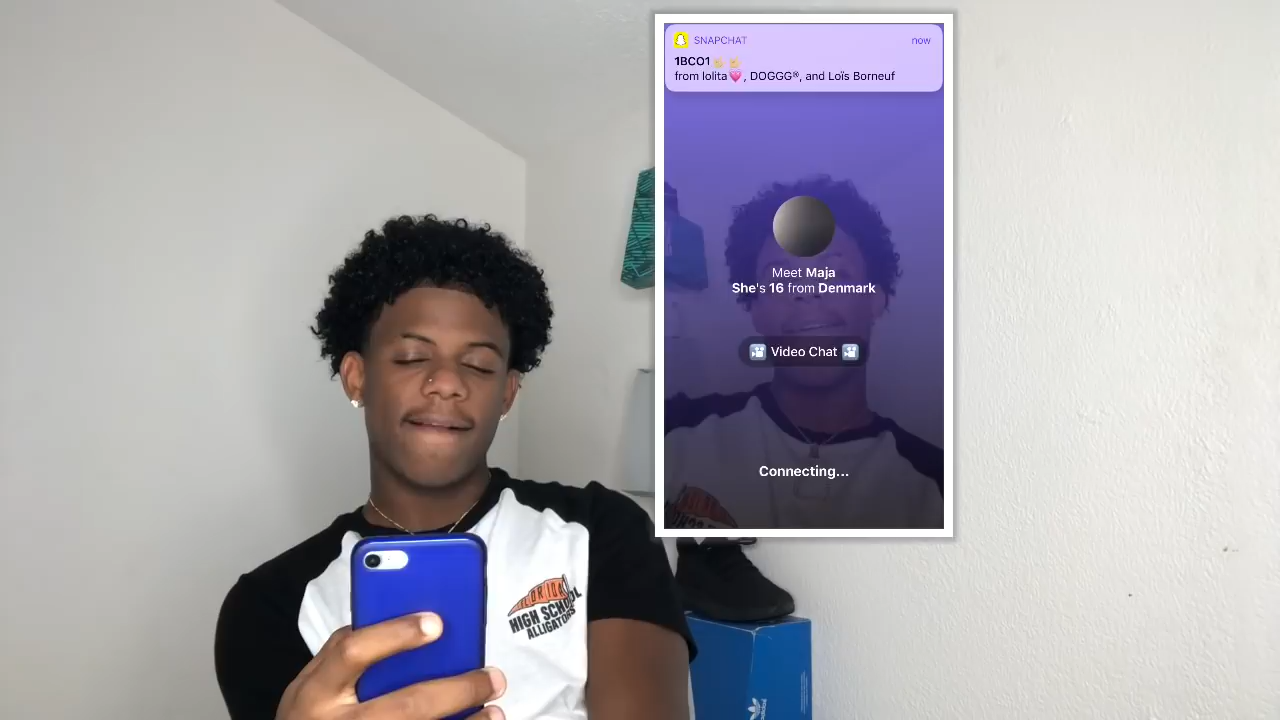 SNAPCHAT now
1BCO1👏🏼 👏🏼
from lolita💗, DOGGG®, and Loïs Borneuf
Meet Maja
She's 16 from Denmark
Video Chat
Connecting...
FLORIDA
HIGH SCHOOL
ALLIGATORS
adidas